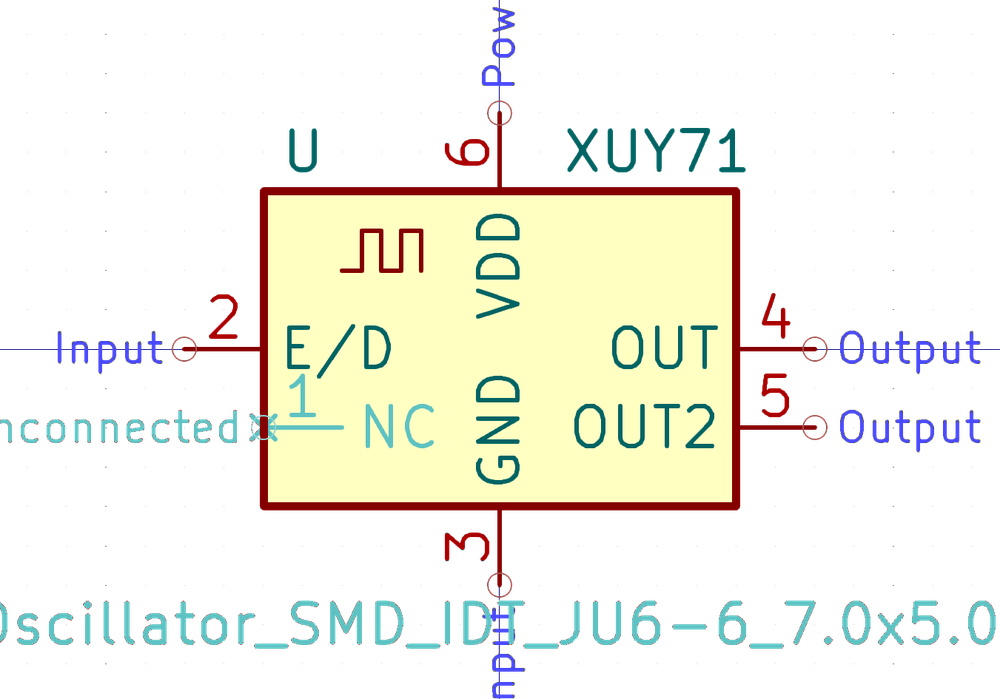 Pow
U
6
XUY71
VDD
2
4
Input
E/D
OUT
Output
1
5
nconnected
NC
GND
OUT2
Output
3
Oscillator_SMD_IDT_JU6-6_7.0x5.0
nput